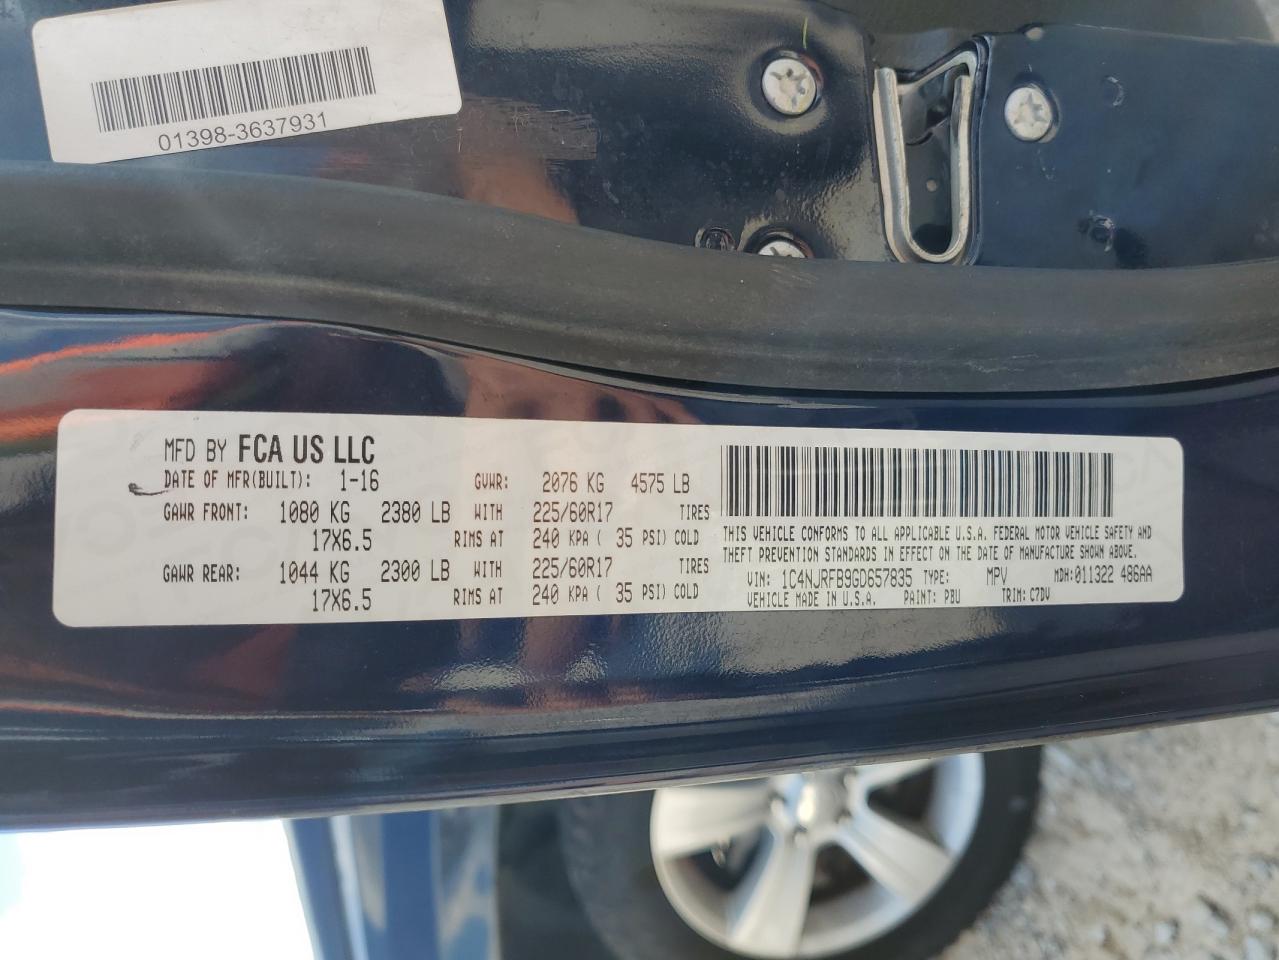 01398-3637931
MFD BY FCA US LLC
DATE OF MFR(BUILT): 1-16 GVWR: 2076 KG 4575 LB
GAWR FRONT: 1080 KG 2380 LB WITH 225/60R17 TIRES
17X6.5 RIMS AT 240 KPA ( 35 PSI) COLD
GAWR REAR: 1044 KG 2300 LB WITH 225/60R17 TIRES
17X6.5 RIMS AT 240 KPA ( 35 PSI) COLD
THIS VEHICLE CONFORMS TO ALL APPLICABLE U.S.A. FEDERAL MOTOR VEHICLE SAFETY AND
THEFT PREVENTION STANDARDS IN EFFECT ON THE DATE OF MANUFACTURE SHOWN ABOVE.
VIN: 1C4NJRFB9GD657835 TYPE: MPV MDH:011322 486AA
VEHICLE MADE IN U.S.A. PAINT: PBU TRIM: C7DV